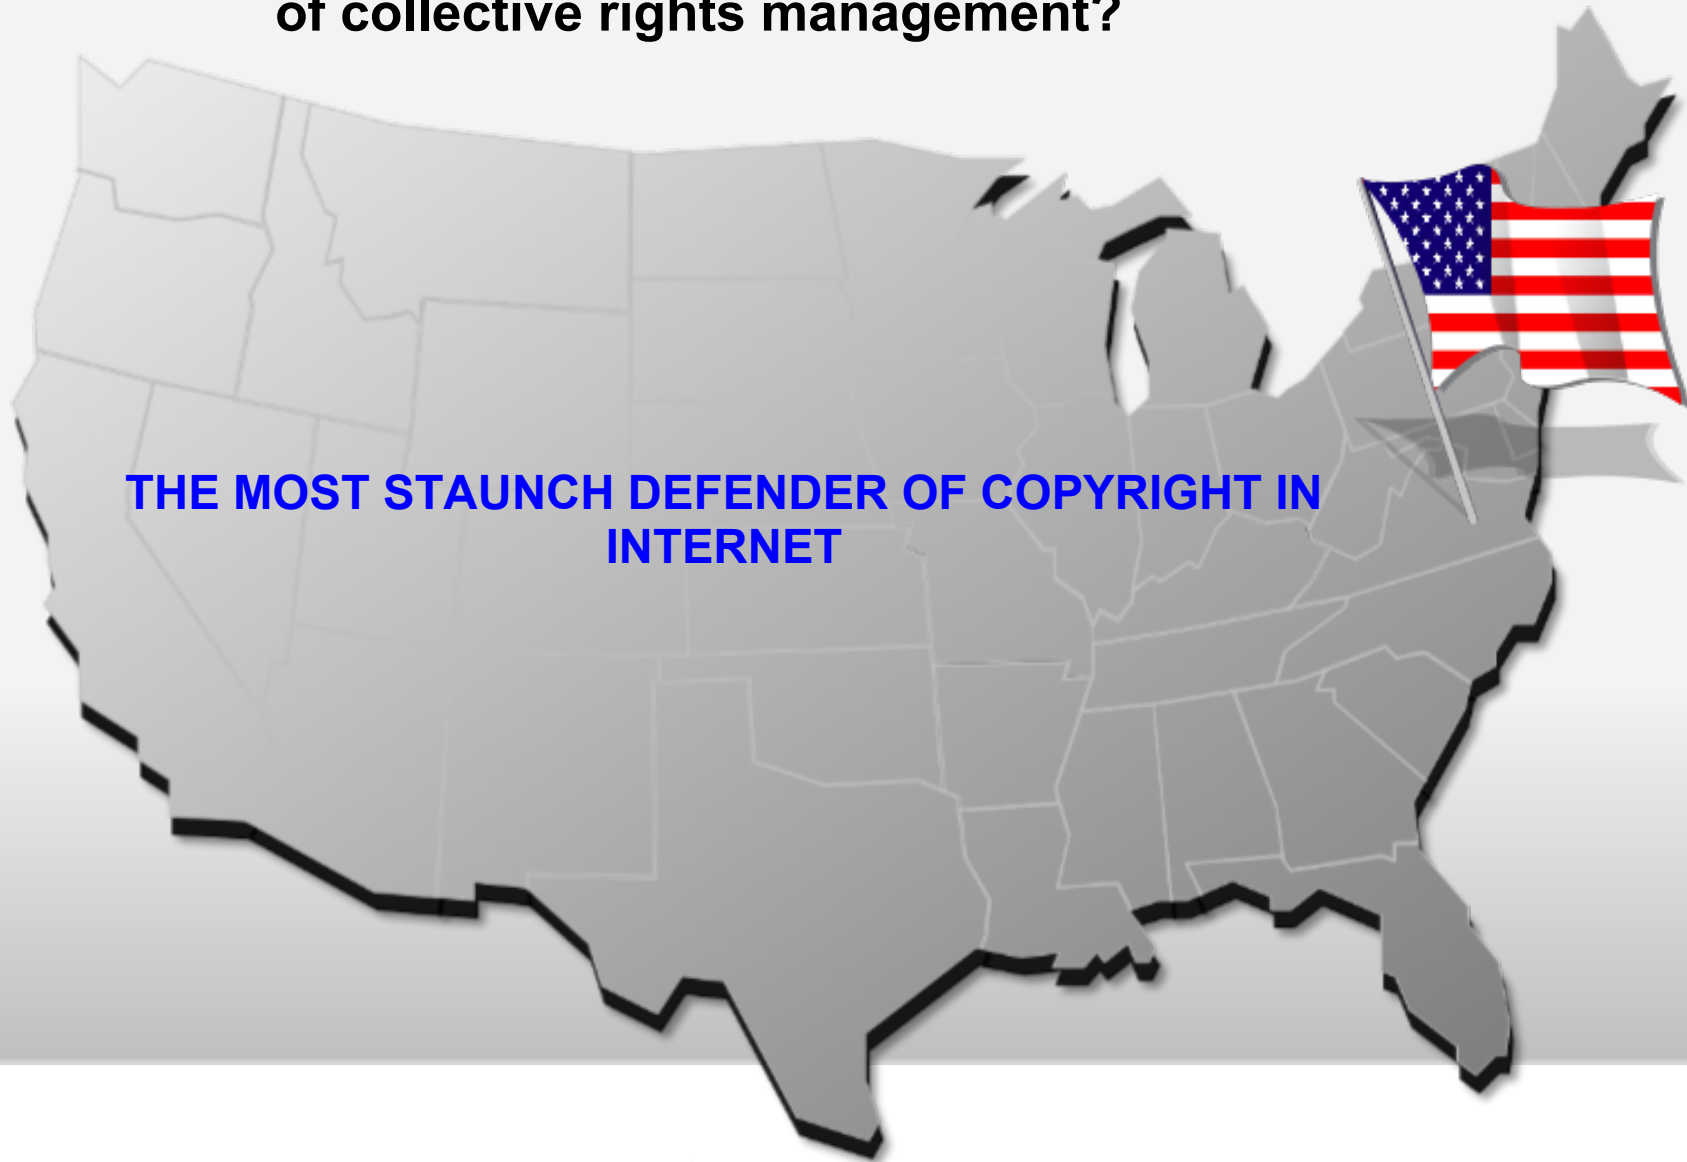 of collective rights management?
THE MOST STAUNCH DEFENDER OF COPYRIGHT IN
INTERNET